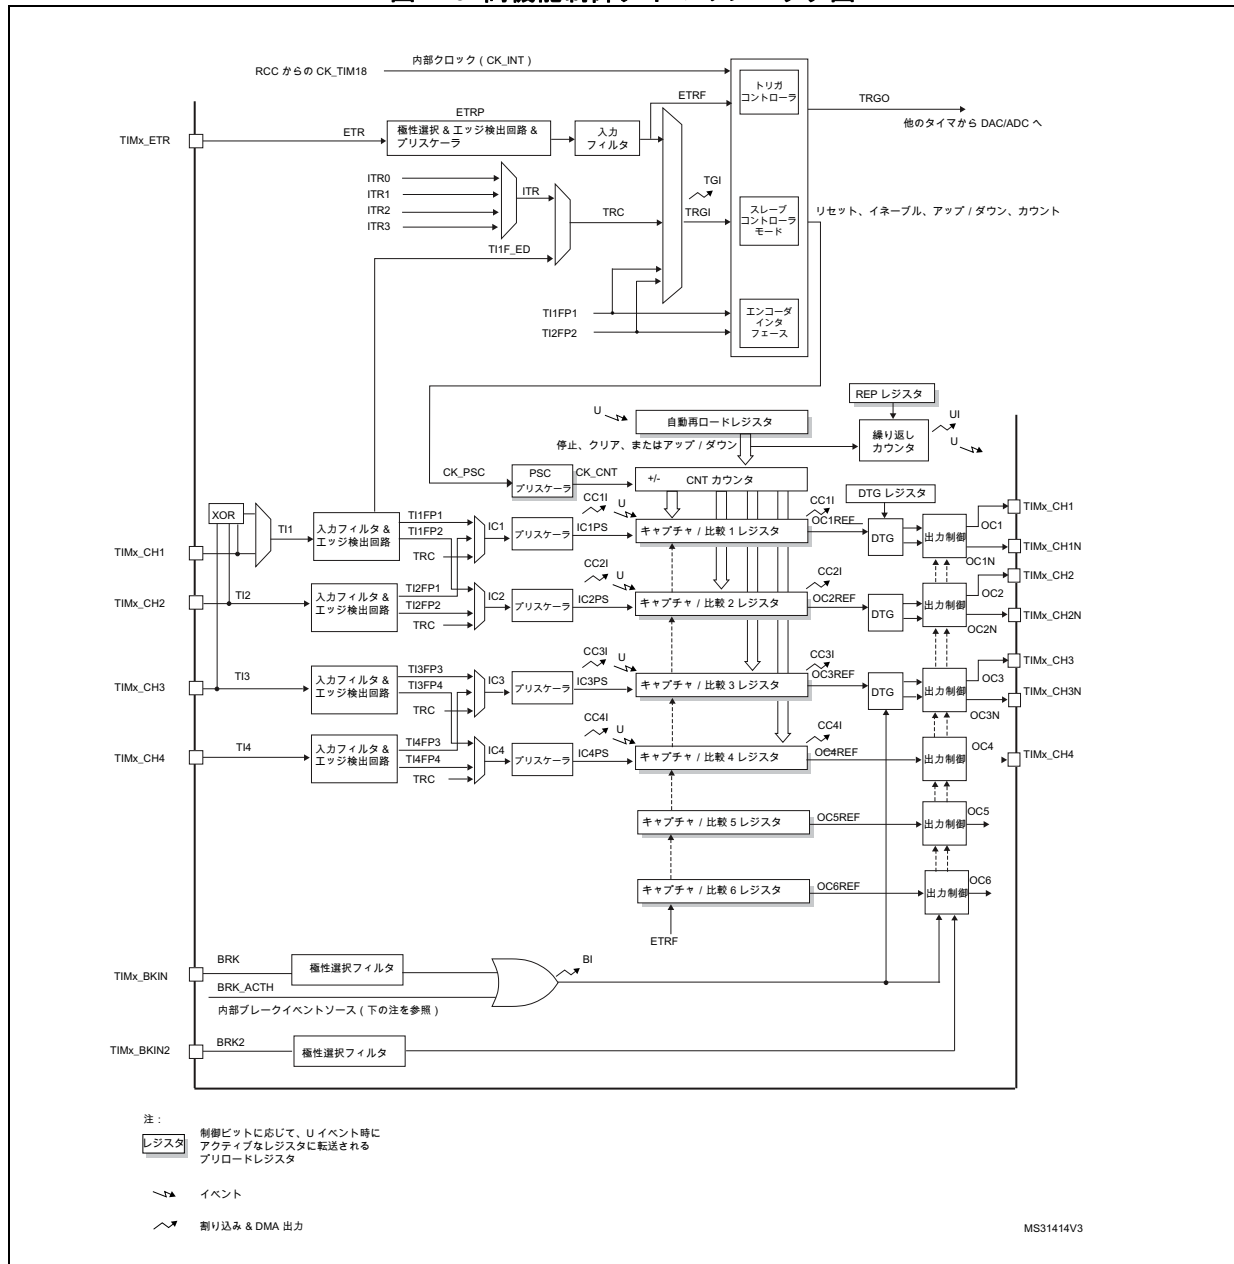 内部クロック ( CK_INT )
RCC からの CK_TIM18
トリガ
コントローラ
ETRF
TRGO
他のタイマから DAC/ADC へ
ETRP
TIMx_ETR
ETR
極性選択 & エッジ検出回路 &
プリスケーラ
入力
フィルタ
ITR0
ITR1
ITR2
ITR3
ITR
TRC
TI1F_ED
TGI
TRGI
スレーブ
コントローラ
モード
リセット、イネーブル、アップ / ダウン、カウント
TI1FP1
TI2FP2
エンコーダ
インタ
フェース
REP レジスタ
U
自動再ロードレジスタ
停止、クリア、またはアップ / ダウン
繰り返し
カウンタ
UI
U
CK_PSC
PSC
プリスケーラ
CK_CNT
+/-
CNT カウンタ
DTG レジスタ
XOR
TI1
TIMx_CH1
入力フィルタ &
エッジ検出回路
TI1FP1
TI1FP2
TRC
IC1
プリスケーラ
IC1PS
CC1I
U
キャプチャ / 比較 1 レジスタ
CC1I
OC1REF
DTG
出力制御
OC1
TIMx_CH1
TIMx_CH1N
OC1N
TIMx_CH2
TI2
入力フィルタ &
エッジ検出回路
TI2FP1
TI2FP2
TRC
IC2
プリスケーラ
IC2PS
CC2I
U
キャプチャ / 比較 2 レジスタ
CC2I
OC2REF
DTG
出力制御
OC2
TIMx_CH2
TIMx_CH2N
OC2N
TIMx_CH3
TI3
入力フィルタ &
エッジ検出回路
TI3FP3
TI3FP4
TRC
IC3
プリスケーラ
IC3PS
CC3I
U
キャプチャ / 比較 3 レジスタ
CC3I
OC3REF
DTG
出力制御
OC3
TIMx_CH3
TIMx_CH3N
OC3N
TIMx_CH4
TI4
入力フィルタ &
エッジ検出回路
TI4FP3
TI4FP4
TRC
IC4
プリスケーラ
IC4PS
CC4I
U
キャプチャ / 比較 4 レジスタ
CC4I
OC4REF
出力制御
OC4
TIMx_CH4
キャプチャ / 比較 5 レジスタ
OC5REF
出力制御
OC5
キャプチャ / 比較 6 レジスタ
OC6REF
出力制御
OC6
ETRF
TIMx_BKIN
BRK
極性選択フィルタ
BI
BRK_ACTH
内部ブレークイベントソース ( 下の注を参照 )
TIMx_BKIN2
BRK2
極性選択フィルタ
注 :
レジスタ
制御ビットに応じて、U イベント時に
アクティブなレジスタに転送される
プリロードレジスタ
イベント
割り込み & DMA 出力
MS31414V3